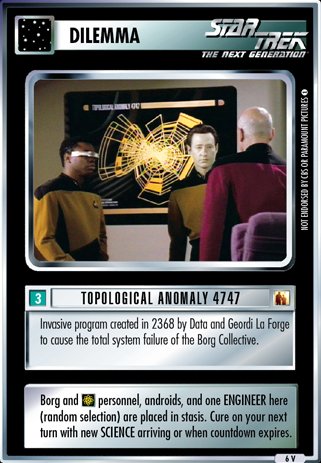 DILEMMA
STAR TREK
THE NEXT GENERATION™
TOPOLOGICAL ANOMALY 4747
NOT ENDORSED BY CBS OR PARAMOUNT PICTURES
3
TOPOLOGICAL ANOMALY 4747
Invasive program created in 2368 by Data and Geordi La Forge
to cause the total system failure of the Borg Collective.
Borg and personnel, androids, and one ENGINEER here
(random selection) are placed in stasis. Cure on your next
turn with new SCIENCE arriving or when countdown expires.
6 V